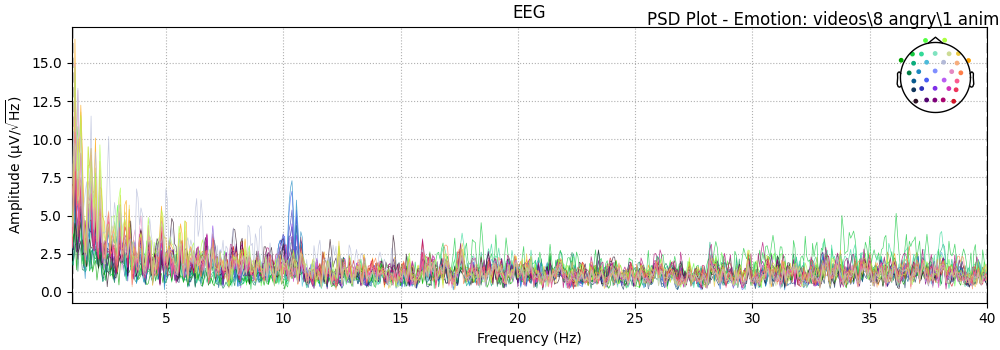 EEG
PSD Plot - Emotion: videos\8 angry\1 anim
Amplitude (µV/√Hz)
15.0
12.5
10.0
7.5
5.0
2.5
0.0
5 10 15 20 25 30 35 40
Frequency (Hz)